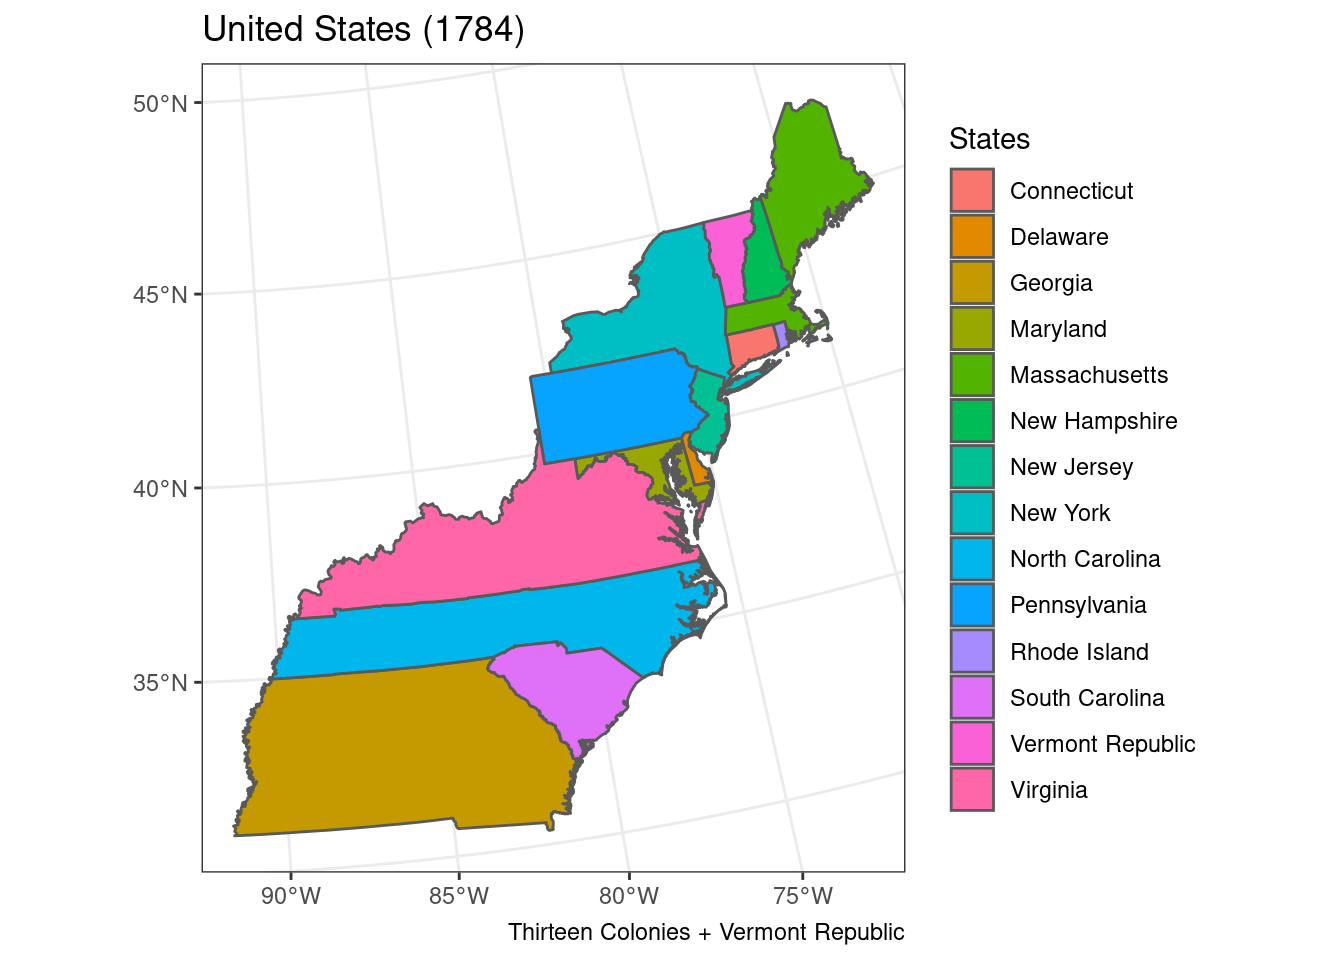 United States (1784)
50°N
45°N
40°N
35°N
90°W
85°W
80°W
75°W
Thirteen Colonies + Vermont Republic
States
Connecticut
Delaware
Georgia
Maryland
Massachusetts
New Hampshire
New Jersey
New York
North Carolina
Pennsylvania
Rhode Island
South Carolina
Vermont Republic
Virginia